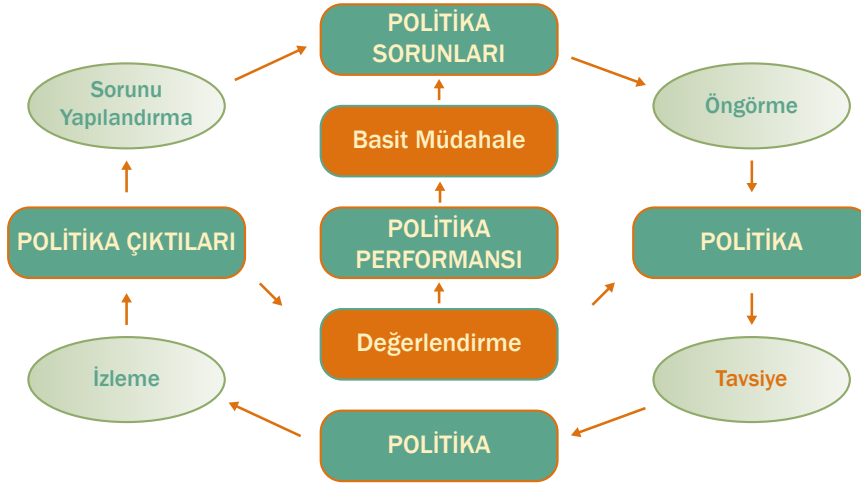 POLİTİKA
SORUNLARI
Sorunu
Yapılandırma
Öngörme
Basit Müdahale
POLİTİKA ÇIKTILARI
POLİTİKA
PERFORMANSI
POLİTİKA
Değerlendirme
İzleme
Tavsiye
POLİTİKA